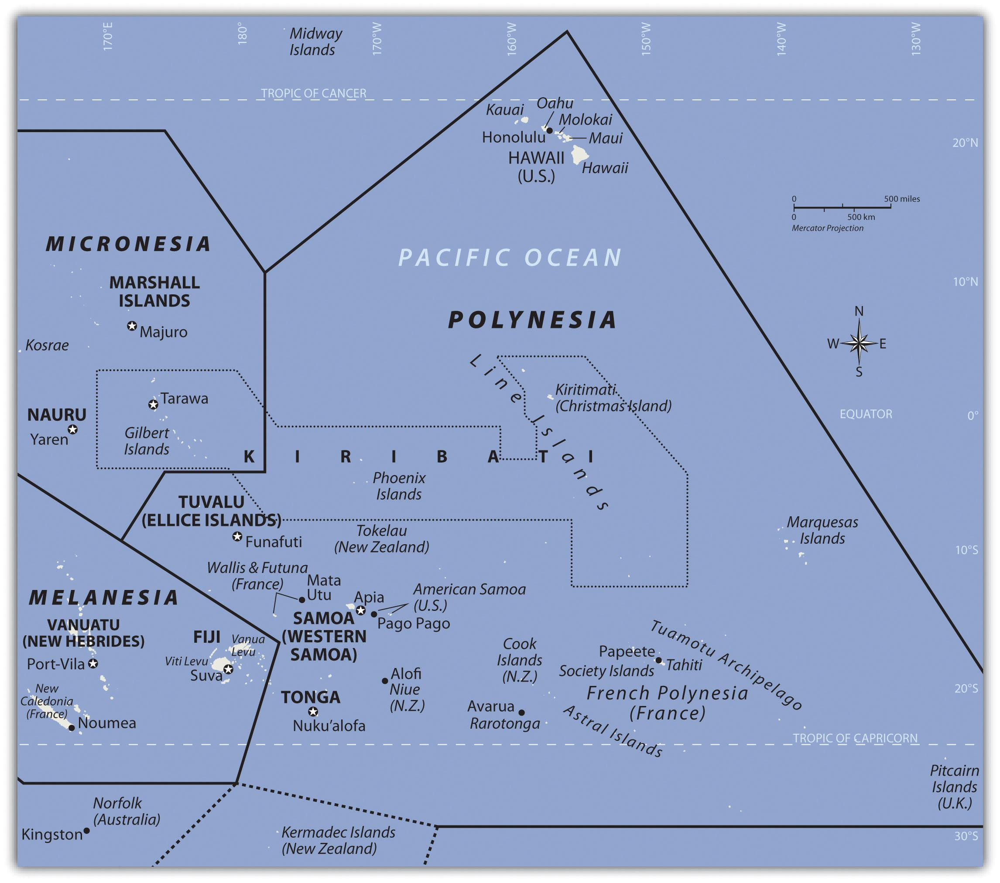 170°E
180°
170°W
160°W
150°W
140°W
130°W
Midway
Islands
TROPIC OF CANCER
Kauai
Oahu
Molokai
Honolulu
Maui
HAWAII
(U.S.)
Hawaii
20°N
0
500 miles
0
500 km
Mercator Projection
MICRONESIA
PACIFIC OCEAN
MARSHALL
ISLANDS
Majuro
10°N
POLYNESIA
N
W
E
S
Kosrae
Line Islands
Tarawa
Kiritimati
(Christmas Island)
NAURU
Yaren
Gilbert
Islands
EQUATOR
0°
KIRIBATI
Phoenix
Islands
TUVALU
(ELLICE ISLANDS)
Funafuti
Tokelau
(New Zealand)
Marquesas
Islands
10°S
Wallis & Futuna
(France)
Mata
Utu
Apia
American Samoa
(U.S.)
Pago Pago
SAMOA
(WESTERN
SAMOA)
MELANESIA
VANUATU
(NEW HEBRIDES)
Port-Vila
FIJI
Vanua
Levu
Viti Levu
Suva
New
Caledonia
(France)
Noumea
TONGA
Nuku’alofa
Alofi
Niue
(N.Z.)
Cook
Islands
(N.Z.)
Avarua
Rarotonga
Papeete
Tahiti
Society Islands
Tuamotu Archipelago
French Polynesia
(France)
Astral Islands
20°S
TROPIC OF CAPRICORN
Pitcairn
Islands
(U.K.)
Norfolk
(Australia)
Kingston
Kermadec Islands
(New Zealand)
30°S